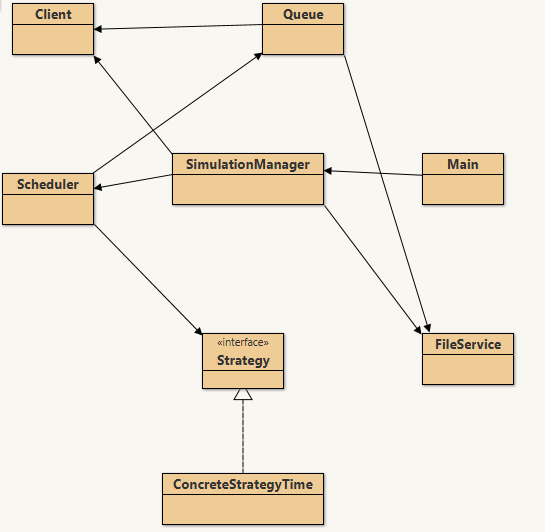 Client
Queue
Scheduler
SimulationManager
Main
«interface»
Strategy
FileService
ConcreteStrategyTime